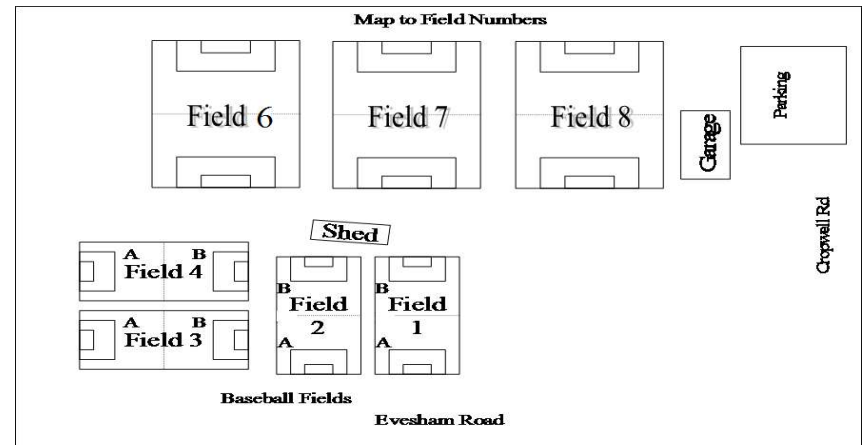 Map to Field Numbers
Field 6
Field 7
Field 8
Garage
Parking
Cropwell Rd
Shed
A B
Field 4
A B
Field 3
B
Field
2
A
B
Field
1
A
Baseball Fields
Evesham Road